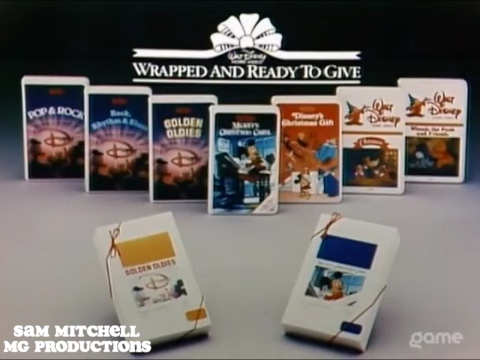 Walt Disney
HOME VIDEO
WRAPPED AND READY TO GIVE
POP & ROCK
Rock,
Rhythm & Blues
GOLDEN
OLDIES
Mickey's
Christmas Carol
Disney's
Christmas Gift
Walt
Disney
Walt
Disney
Winnie the Pooh
and Friends
GOLDEN OLDIES
SAM MITCHELL
MG PRODUCTIONS
game